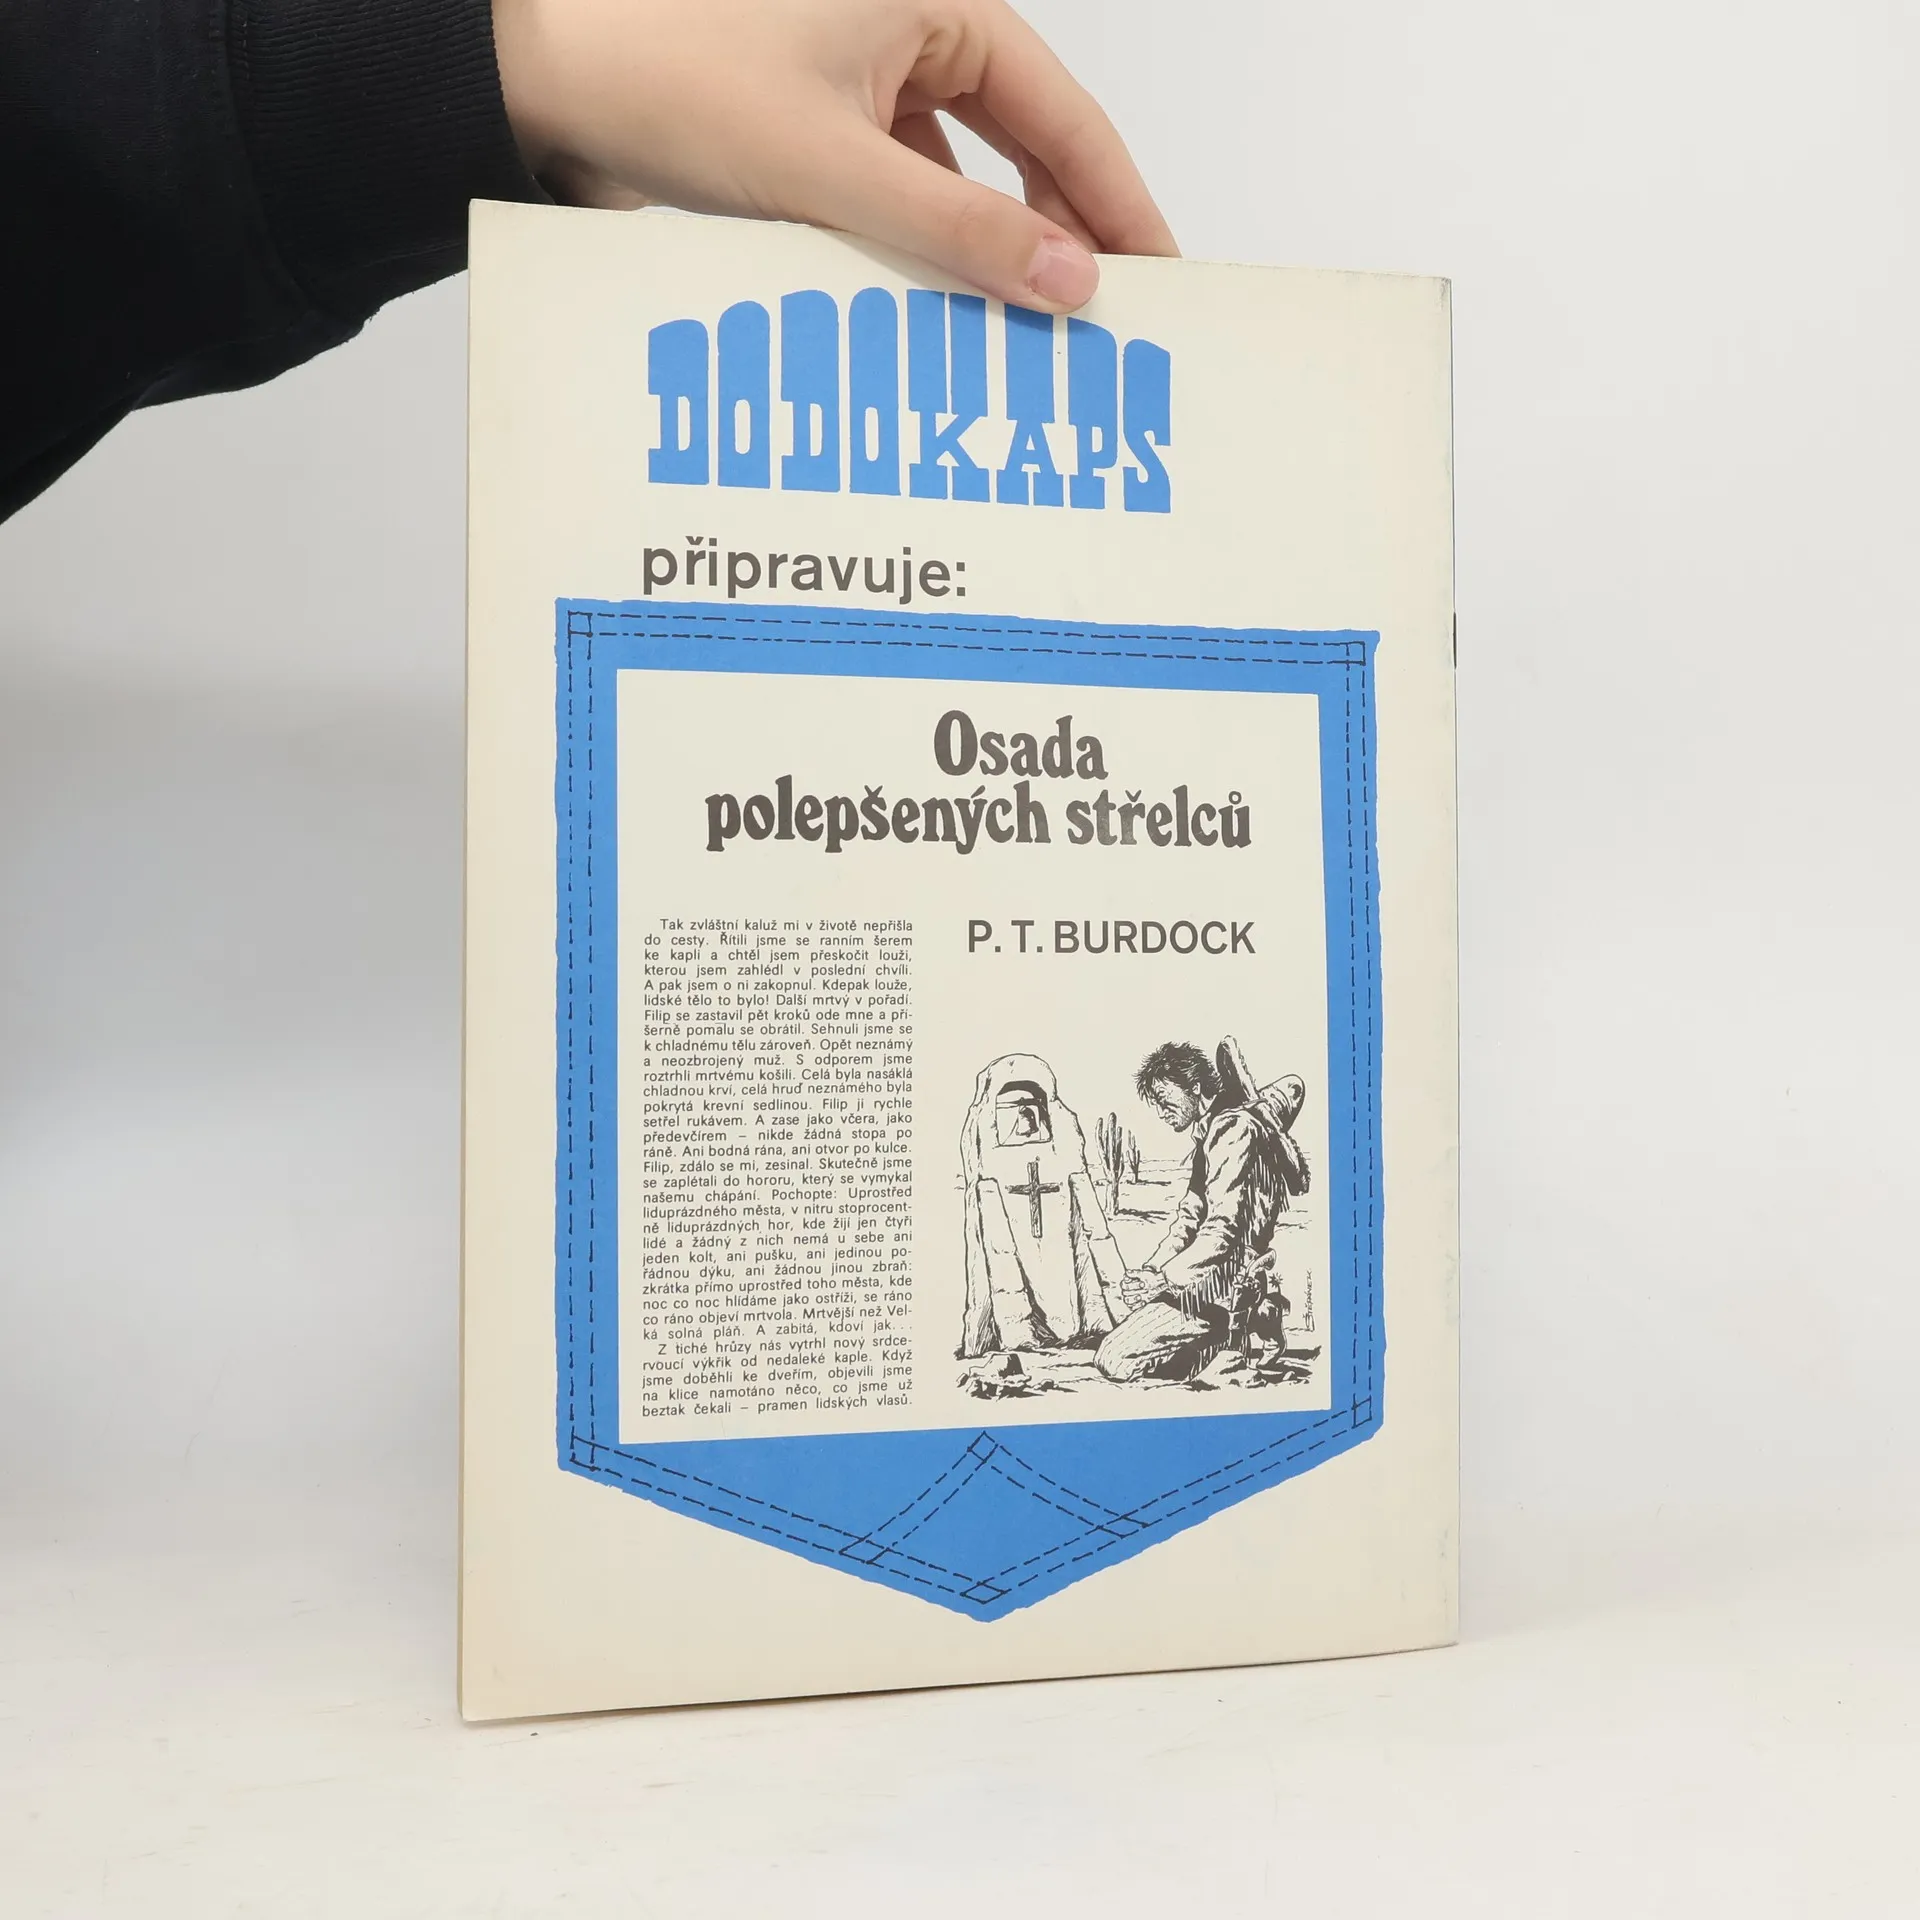 DODOKAPS
připravuje:
Osada
polepšených střelců
P. T. BURDOCK
Tak zvláštní kaluž mi v životě nepřišla
do cesty. Řítili jsme se ranním šerem
ke kapli a chtěl jsem přeskočit louži,
kterou jsem zahlédl v poslední chvíli.
A pak jsem o ni zakopnul. Kdepak louže,
lidské tělo to bylo! Další mrtvý v pořadí.
Filip se zastavil pět kroků ode mne a pří-
šerně pomalu se obrátil. Sehnuli jsme se
k chladnému tělu zároveň. Opět neznámý
a neozbrojený muž. S odporem jsme
roztrhli mrtvému košili. Celá byla nasáklá
chladnou krví, celá hruď neznámého byla
pokrytá krevní sedlinou. Filip ji rychle
setřel rukávem. A zase jako včera, jako
předevčírem – nikde žádná stopa po
ráně. Ani bodná rána, ani otvor po kulce.
Filip, zdálo se mi, zesinal. Skutečně jsme
se zaplétali do hororu, který se vymykal
našemu chápání. Pochopte: Uprostřed
liduprázdného města, v nitru stoprocent-
ně liduprázdných hor, kde žijí jen čtyři
lidé a žádný z nich nemá u sebe ani
jeden kolt, ani pušku, ani jedinou po-
řádnou dýku, ani žádnou jinou zbraň:
zkrátka přímo uprostřed toho města, kde
noc co noc hlídáme jako ostříži, se ráno
co ráno objeví mrtvola. Mrtvější než Vel-
ká solná pláň. A zabitá, kdoví jak...
Z tiché hrůzy nás vytrhl nový srdce-
rvoucí výkřik od nedaleké kaple. Když
jsme doběhli ke dveřím, objevili jsme
na klice namotáno něco, co jsme už
beztak čekali – pramen lidských vlasů.
ŠTĚPÁNEK